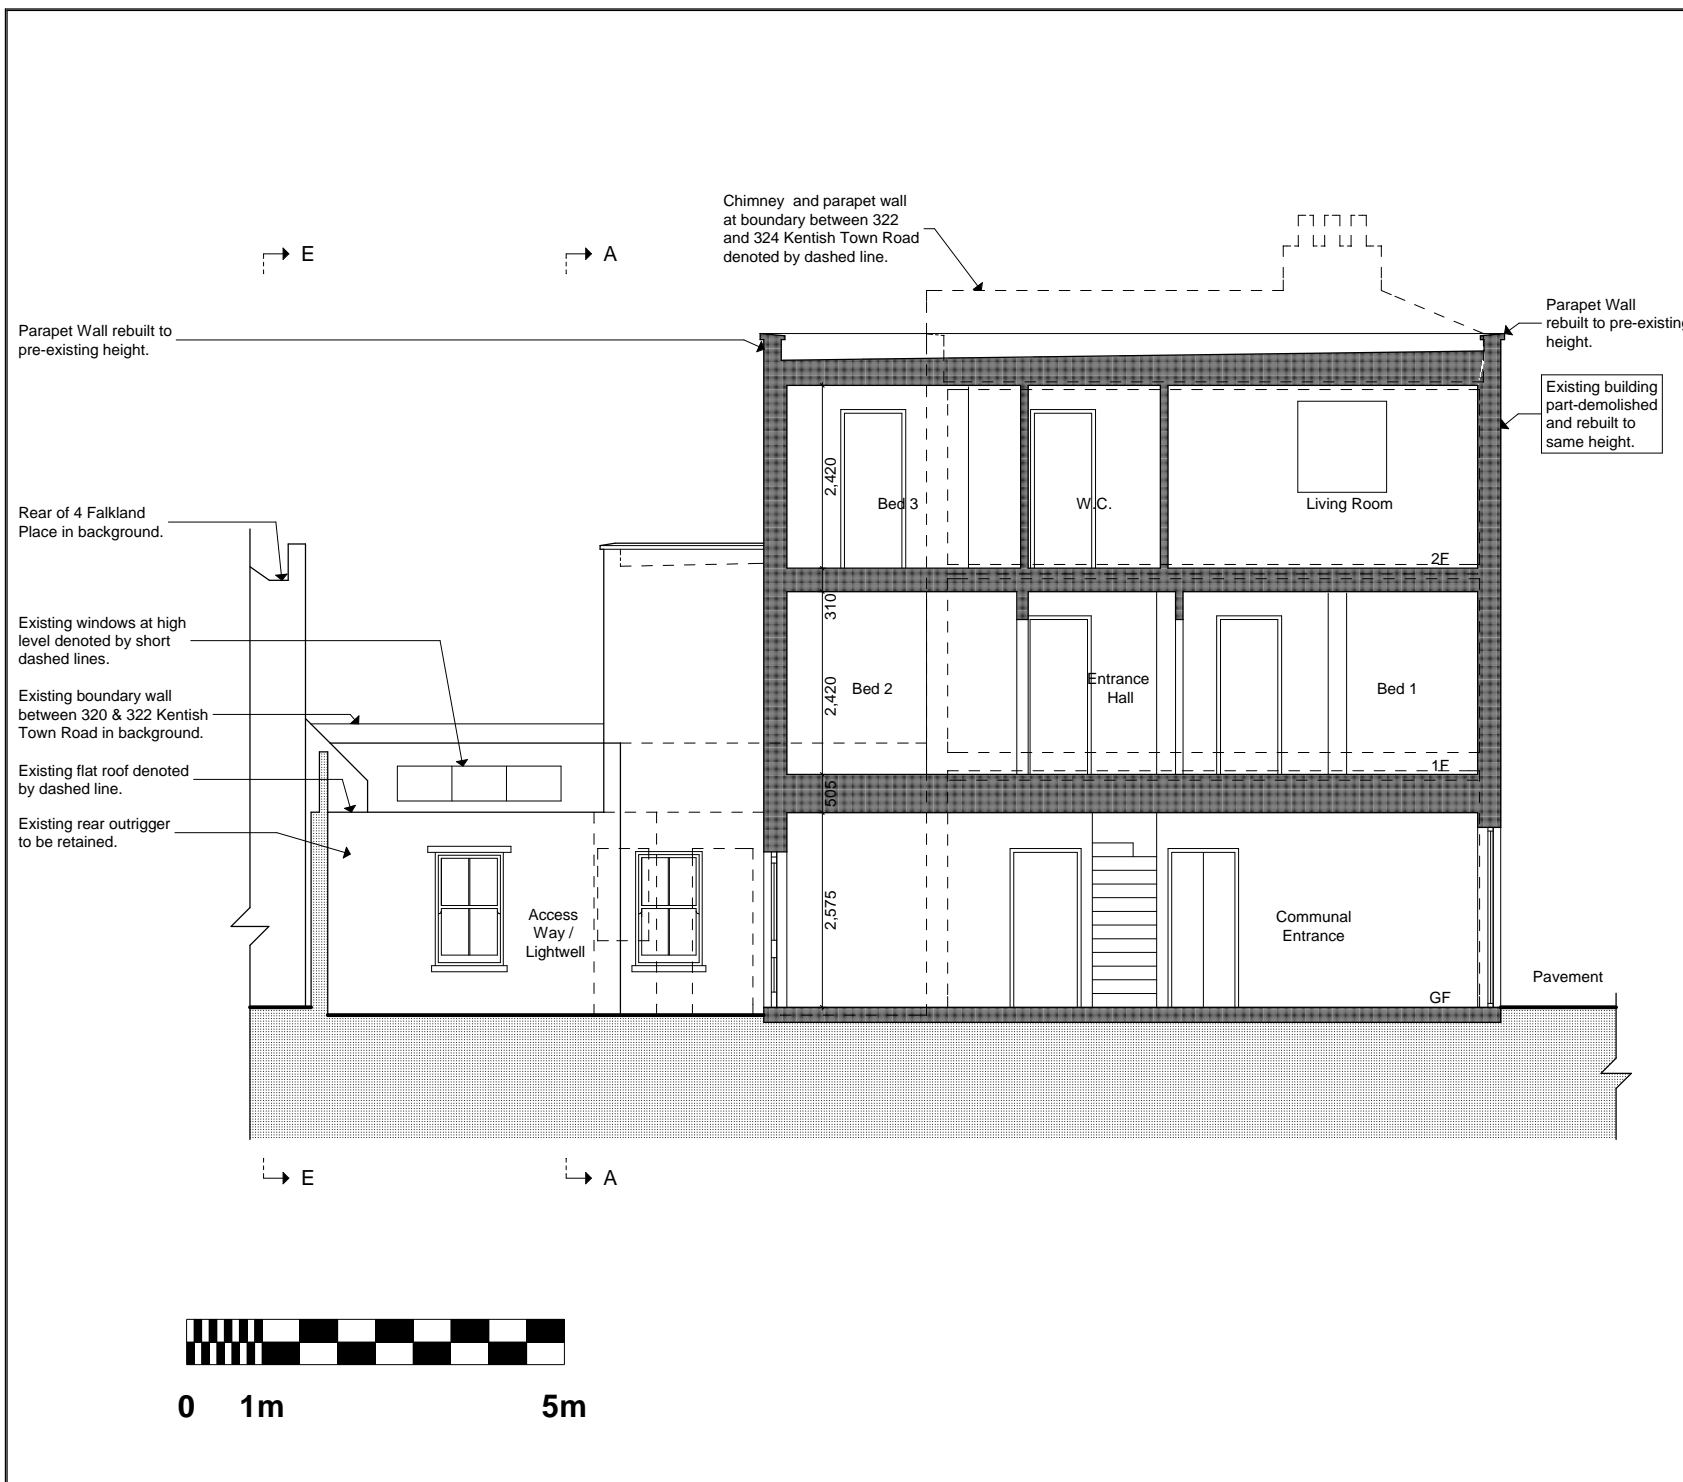 Chimney and parapet wall
at boundary between 322
and 324 Kentish Town Road
denoted by dashed line.
E
A
Parapet Wall rebuilt to
pre-existing height.
Parapet Wall
rebuilt to pre-existing
height.
Existing building
part-demolished
and rebuilt to
same height.
2,420
Bed 3
W.C.
Living Room
2F
Rear of 4 Falkland
Place in background.
310
Existing windows at high
level denoted by short
dashed lines.
2,420
Bed 2
Entrance
Hall
Bed 1
1F
Existing boundary wall
between 320 & 322 Kentish
Town Road in background.
Existing flat roof denoted
by dashed line.
505
Existing rear outrigger
to be retained.
2,575
Access
Way /
Lightwell
Communal
Entrance
GF
Pavement
E
A
0 1m 5m